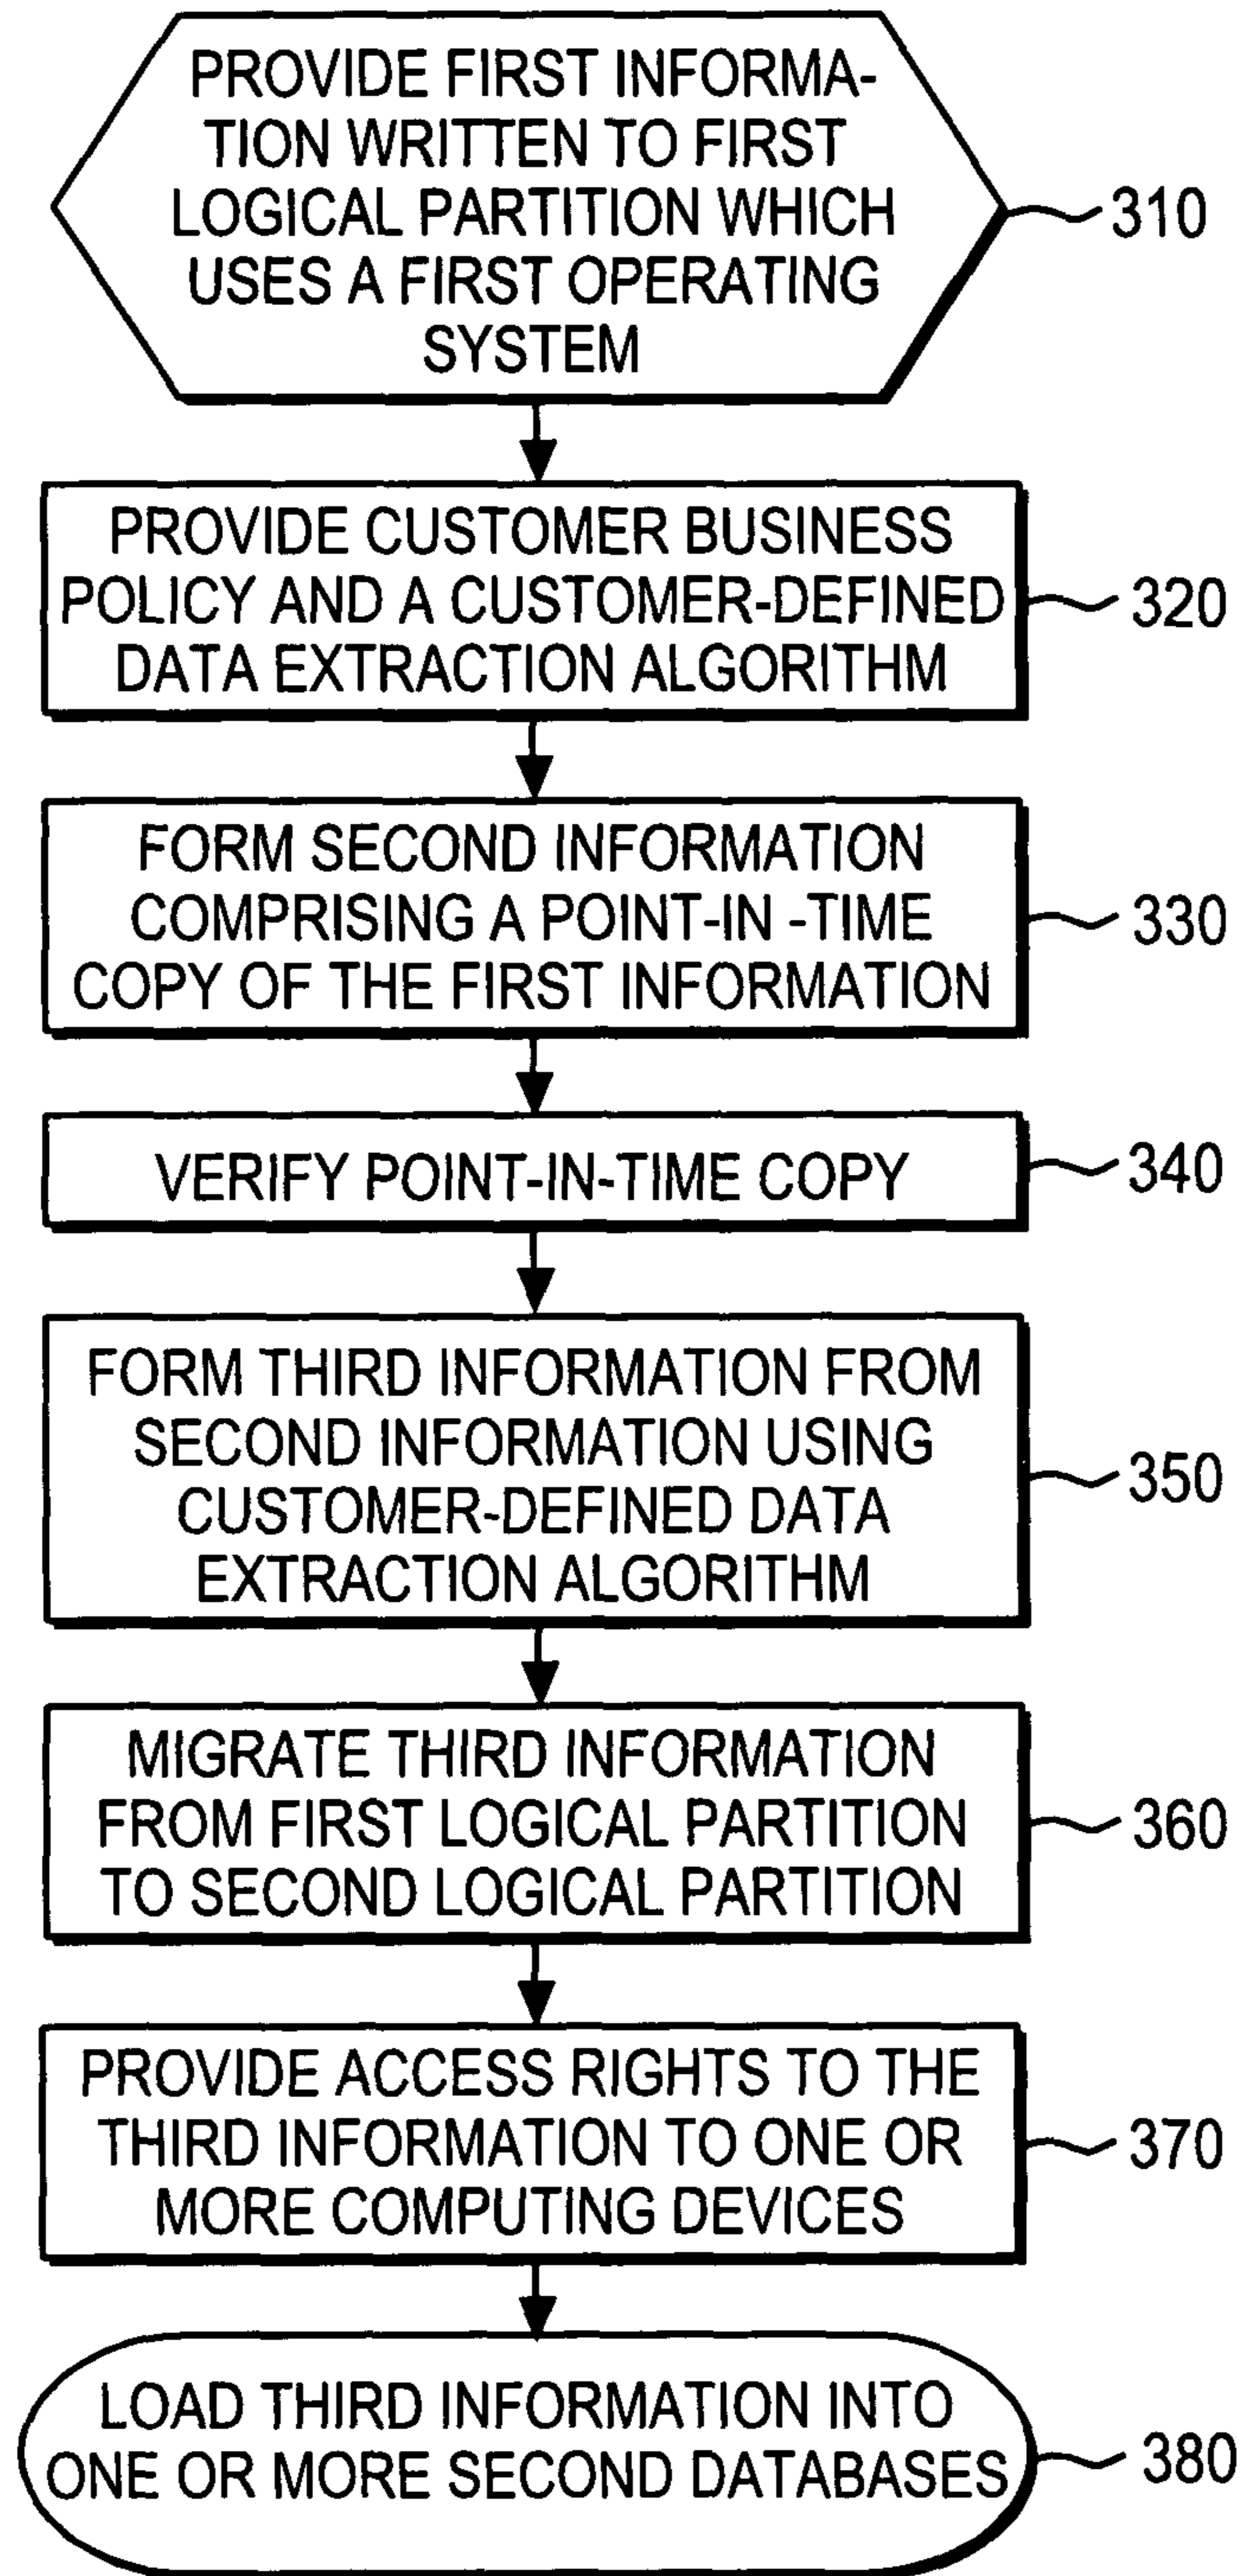 PROVIDE FIRST INFORMA-
TION WRITTEN TO FIRST
LOGICAL PARTITION WHICH
USES A FIRST OPERATING
SYSTEM
310
PROVIDE CUSTOMER BUSINESS
POLICY AND A CUSTOMER-DEFINED
DATA EXTRACTION ALGORITHM
320
FORM SECOND INFORMATION
COMPRISING A POINT-IN -TIME
COPY OF THE FIRST INFORMATION
330
VERIFY POINT-IN-TIME COPY
340
FORM THIRD INFORMATION FROM
SECOND INFORMATION USING
CUSTOMER-DEFINED DATA
EXTRACTION ALGORITHM
350
MIGRATE THIRD INFORMATION
FROM FIRST LOGICAL PARTITION
TO SECOND LOGICAL PARTITION
360
PROVIDE ACCESS RIGHTS TO THE
THIRD INFORMATION TO ONE OR
MORE COMPUTING DEVICES
370
LOAD THIRD INFORMATION INTO
ONE OR MORE SECOND DATABASES
380